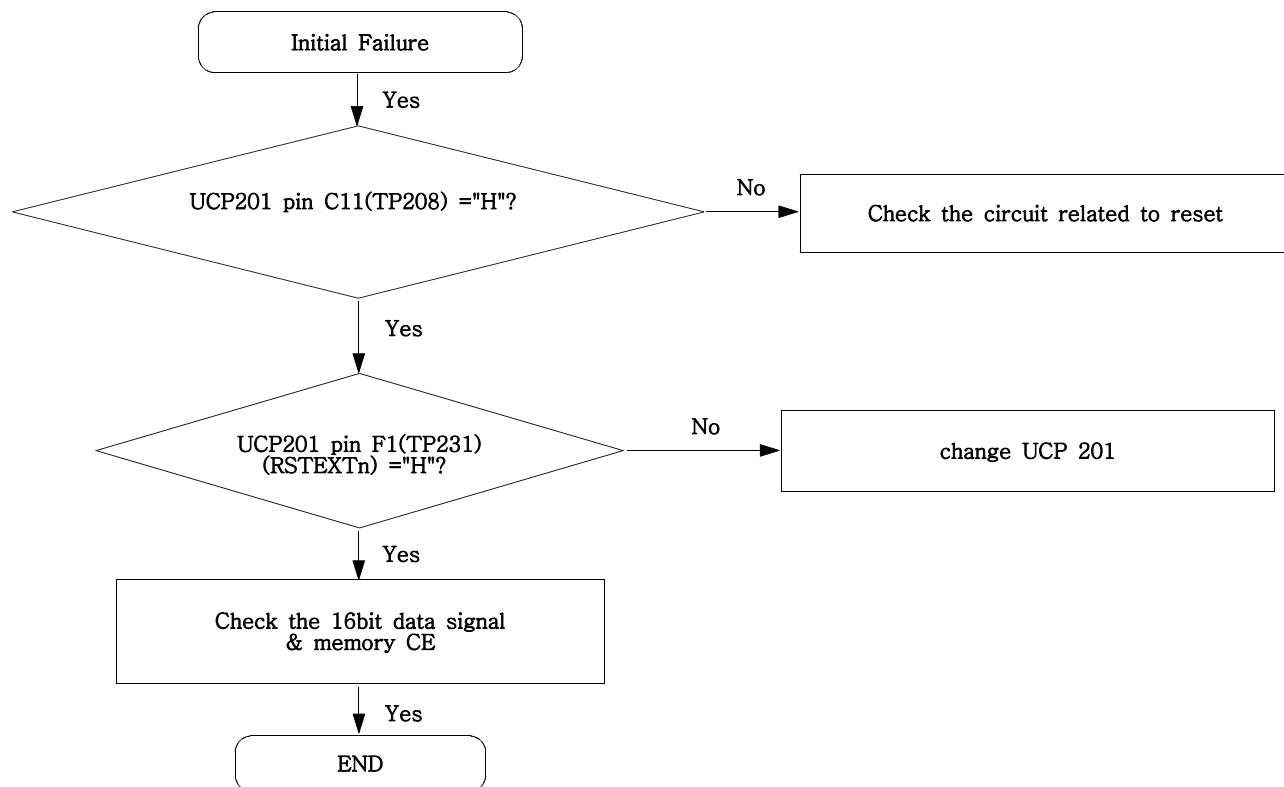 Initial Failure
Yes
UCP201 pin C11(TP208) ="H"?
No
Check the circuit related to reset
Yes
UCP201 pin F1(TP231)
(RSTEXTn) ="H"?
No
change UCP 201
Yes
Check the 16bit data signal
& memory CE
Yes
END